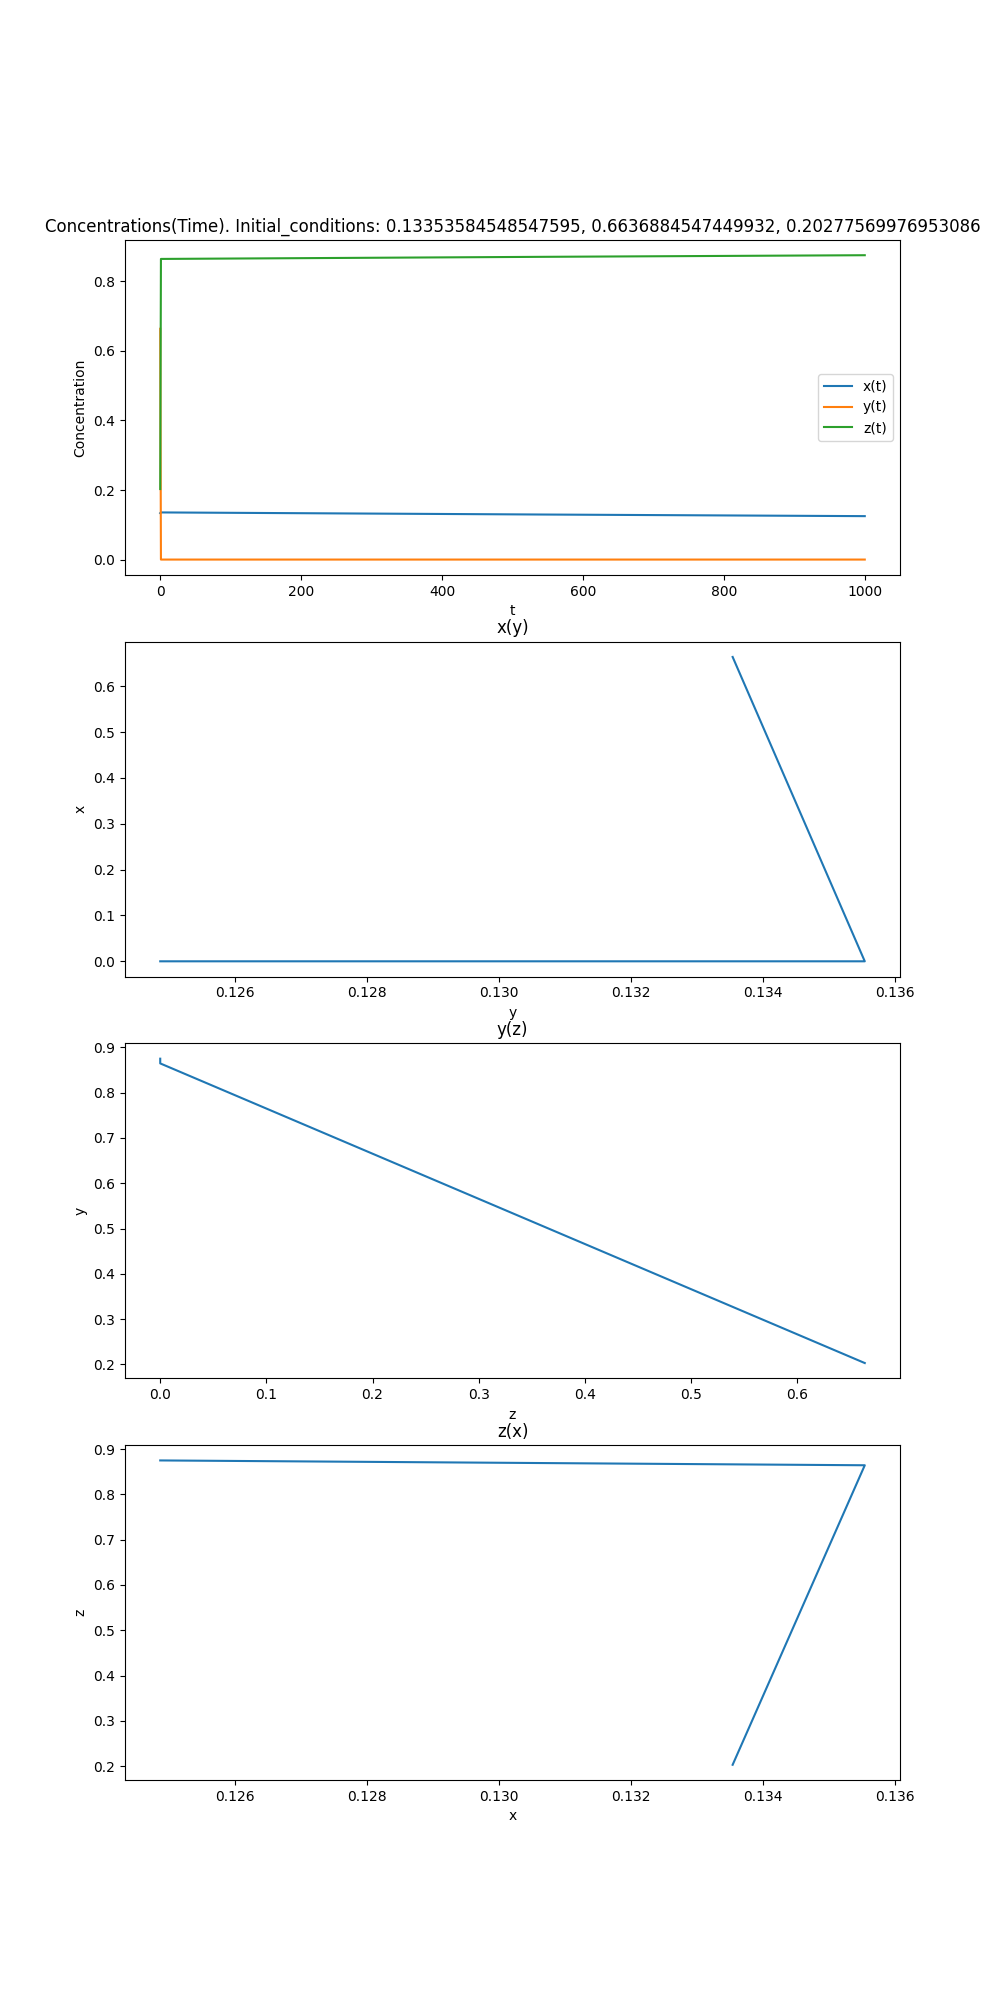 Concentrations(Time). Initial_conditions: 0.13353584548547595, 0.6636884547449932, 0.20277569976953086
0.8
0.6
0.4
0.2
0.0
Concentration
x(t)
y(t)
z(t)
0 200 400 600 800 1000
t
x(y)
0.6
0.5
0.4
0.3
0.2
0.1
0.0
x
0.126 0.128 0.130 0.132 0.134 0.136
y
y(z)
0.9
0.8
0.7
0.6
0.5
0.4
0.3
0.2
y
0.0 0.1 0.2 0.3 0.4 0.5 0.6
z
z(x)
0.9
0.8
0.7
0.6
0.5
0.4
0.3
0.2
z
0.126 0.128 0.130 0.132 0.134 0.136
x